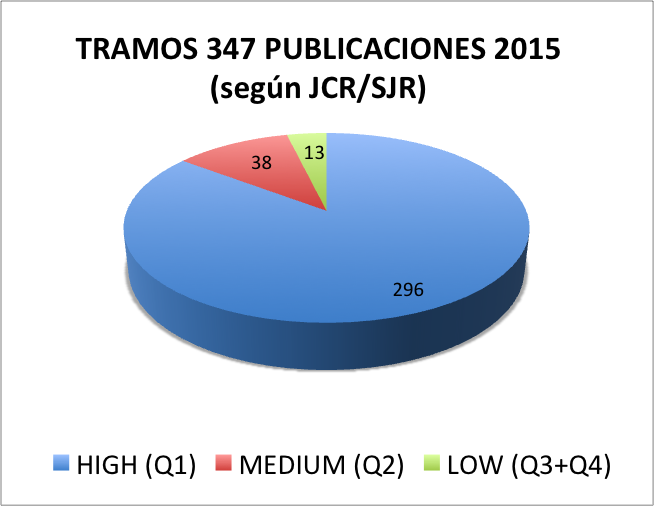 TRAMOS 347 PUBLICACIONES 2015
(según JCR/SJR)
38
13
296
HIGH (Q1) MEDIUM (Q2) LOW (Q3+Q4)